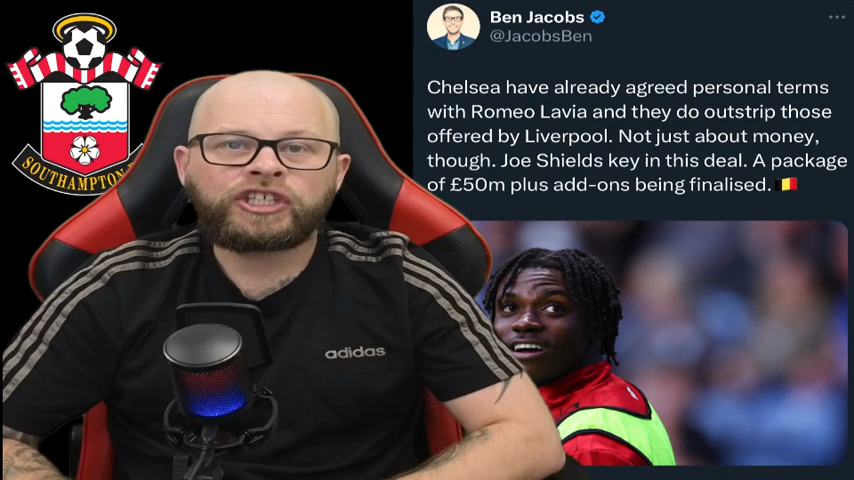 Ben Jacobs
@JacobsBen
Chelsea have already agreed personal terms
with Romeo Lavia and they do outstrip those
offered by Liverpool. Not just about money,
though. Joe Shields key in this deal. A package
of £50m plus add-ons being finalised.🇧🇪
SOUTHAMPTON
adidas